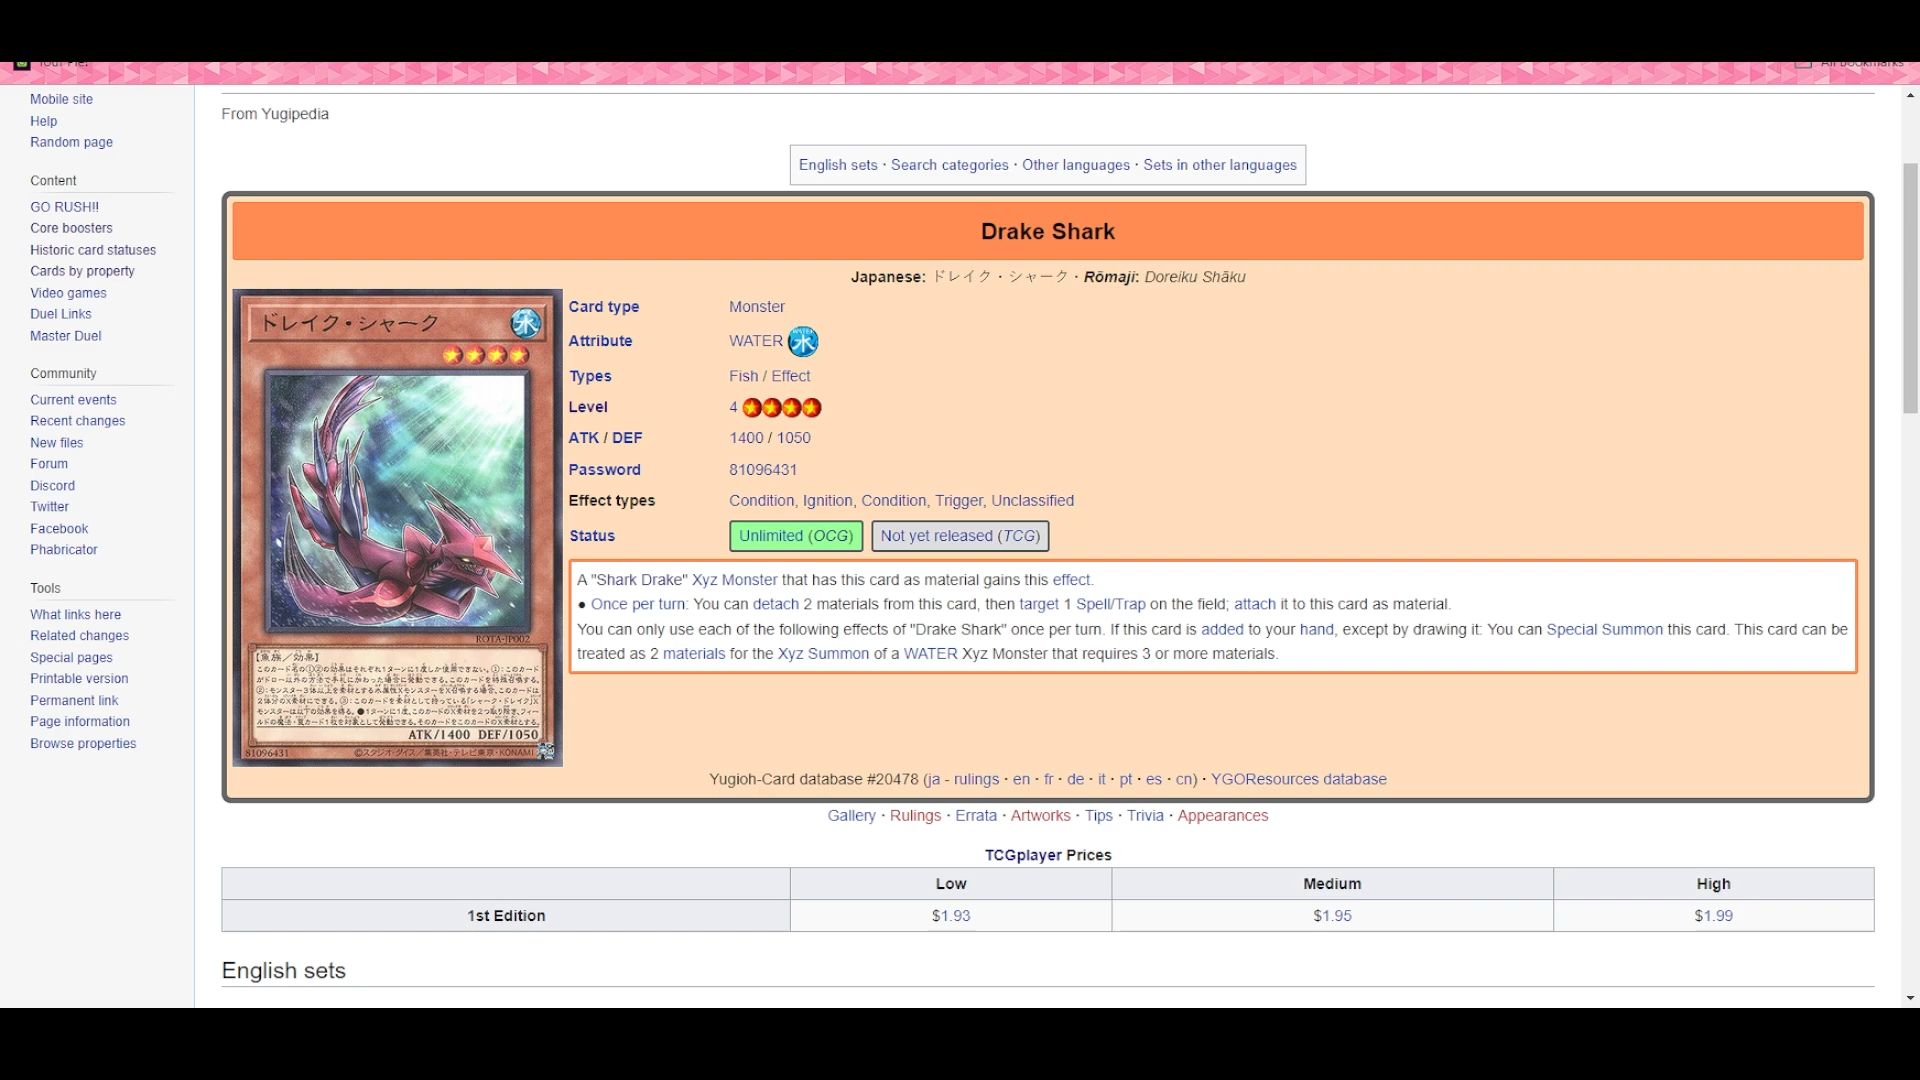 Mobile site
Help
Random page
Content
GO RUSH!!
Core boosters
Historic card statuses
Cards by property
Video games
Duel Links
Master Duel
Community
Current events
Recent changes
New files
Forum
Discord
Twitter
Facebook
Phabricator
Tools
What links here
Related changes
Special pages
Printable version
Permanent link
Page information
Browse properties
From Yugipedia
English sets · Search categories · Other languages · Sets in other languages
Drake Shark
Japanese: ドレイク・シャーク · Rōmaji: Doreiku Shāku
ドレイク・シャーク
水
ROTA-JP002
【魚族／効果】
ATK/1400 DEF/1050
81096431
Card type Monster
Attribute WATER
Types Fish / Effect
Level 4
ATK / DEF 1400 / 1050
Password 81096431
Effect types Condition, Ignition, Condition, Trigger, Unclassified
Status Unlimited (OCG) Not yet released (TCG)
A "Shark Drake" Xyz Monster that has this card as material gains this effect.
● Once per turn: You can detach 2 materials from this card, then target 1 Spell/Trap on the field; attach it to this card as material.
You can only use each of the following effects of "Drake Shark" once per turn. If this card is added to your hand, except by drawing it: You can Special Summon this card. This card can be
treated as 2 materials for the Xyz Summon of a WATER Xyz Monster that requires 3 or more materials.
Yugioh-Card database #20478 (ja - rulings · en · fr · de · it · pt · es · cn) · YGOResources database
Gallery · Rulings · Errata · Artworks · Tips · Trivia · Appearances
TCGplayer Prices
Low Medium High
1st Edition $1.93 $1.95 $1.99
English sets